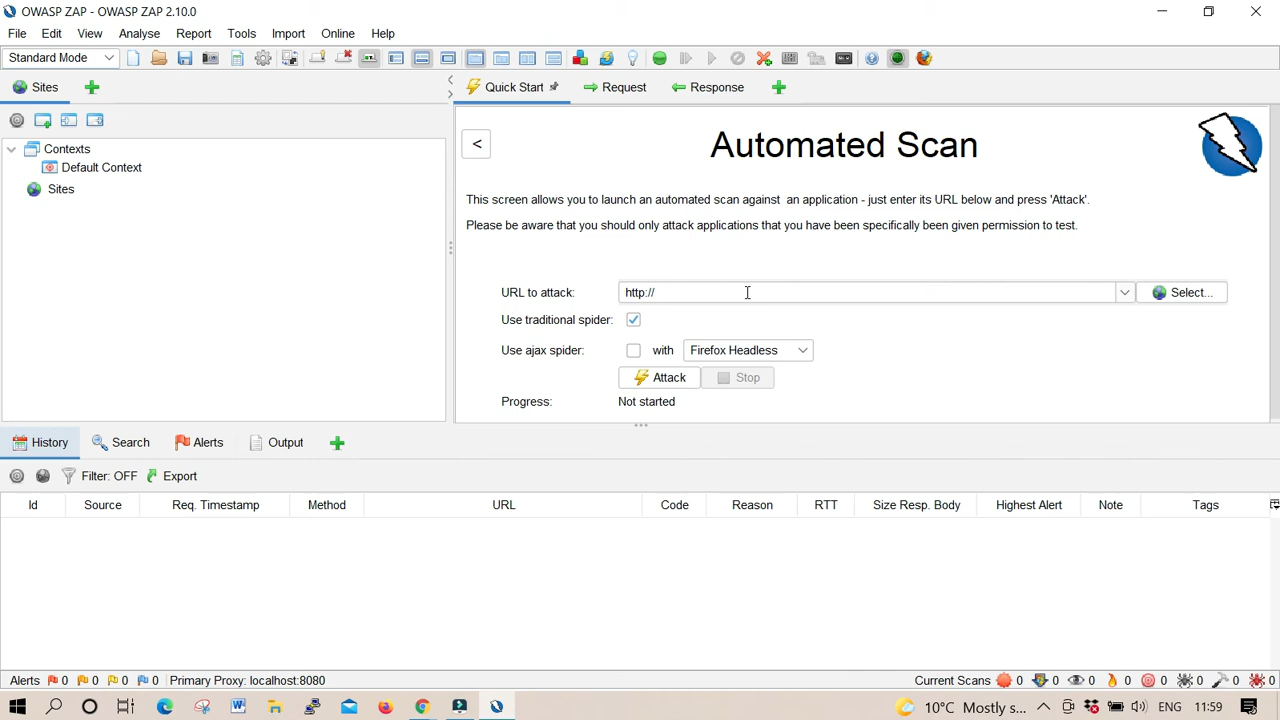 OWASP ZAP - OWASP ZAP 2.10.0
File Edit View Analyse Report Tools Import Online Help
Standard Mode
Sites
Quick Start
Request
Response
Contexts
Default Context
Sites
<
Automated Scan
This screen allows you to launch an automated scan against  an application - just enter its URL below and press 'Attack'.
Please be aware that you should only attack applications that you have been specifically been given permission to test.
URL to attack: http:// Select...
Use traditional spider:
Use ajax spider: with Firefox Headless
Attack Stop
Progress: Not started
History Search Alerts Output
Filter: OFF Export
Id Source Req. Timestamp Method URL Code Reason RTT Size Resp. Body Highest Alert Note Tags
Alerts 0 0 0 0 Primary Proxy: localhost:8080 Current Scans 0 0 0 0 0 0 0 0
10°C Mostly s... ENG 11:59